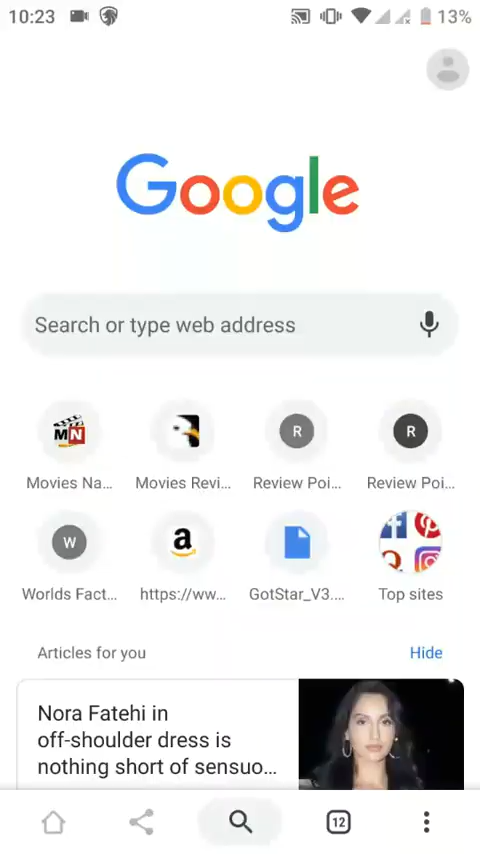 10:23
13%
Google
Search or type web address
MN
R
R
Movies Na...
Movies Revi...
Review Poi...
Review Poi...
W
a
Worlds Fact...
https://ww...
GotStar_V3....
Top sites
Articles for you
Hide
Nora Fatehi in
off-shoulder dress is
nothing short of sensuo...
12